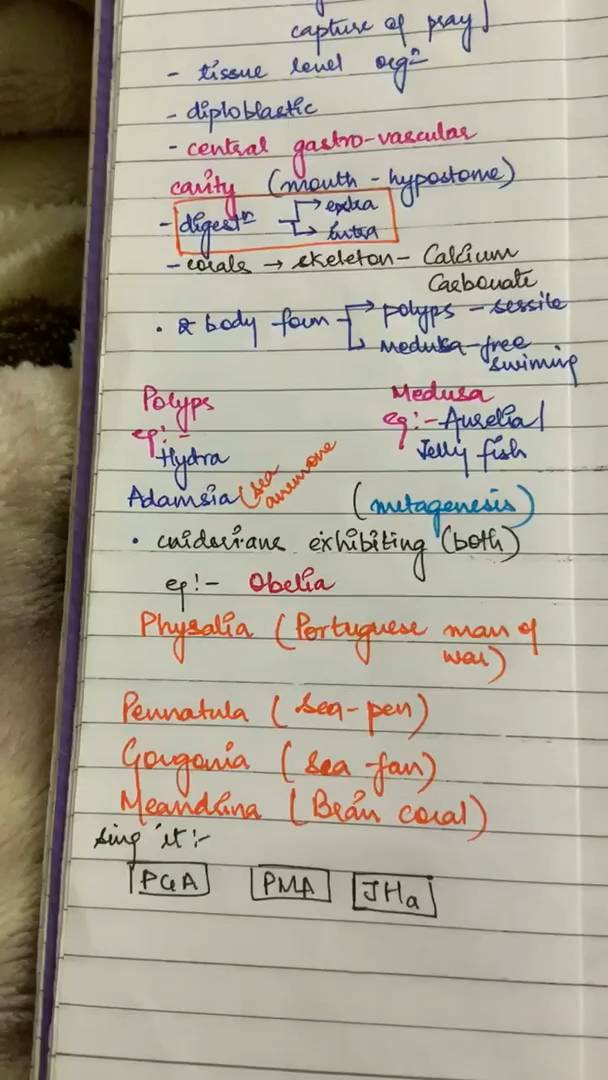 capture of pray)
- tissue level orgⁿ
- diploblastic
- central gastro-vascular
cavity (mouth - hypostome)
- digestⁿ → extra
→ intra
- corals → skeleton - Calcium
Carbonate
• 2 body form → polyps - sessile
→ medusa - free
swiming
Polyps
eg:-
Hydra
Adamsia (sea
anemone
Medusa
eg:- Aurelia/
Jelly fish
(metagenesis)
• cnidarians exhibiting (both)
eg:- Obelia
Physalia (Portuguese man of
war)
Pennatula (sea-pen)
Gorgonia (sea fan)
Meandrina (Brain coral)
sing it:-
PGA PMA JHa